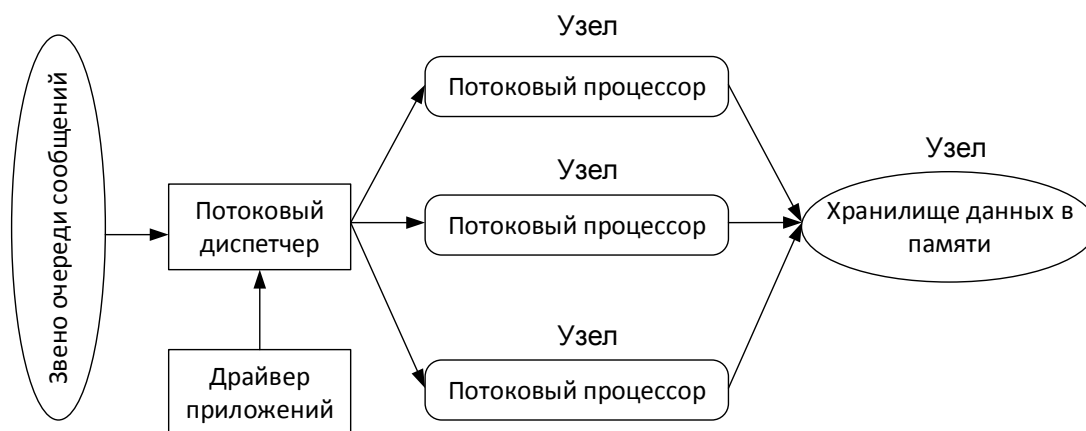 Звено очереди сообщений
Потоковый
диспетчер
Драйвер
приложений
Узел
Потоковый процессор
Узел
Потоковый процессор
Узел
Потоковый процессор
Узел
Хранилище данных в
памяти